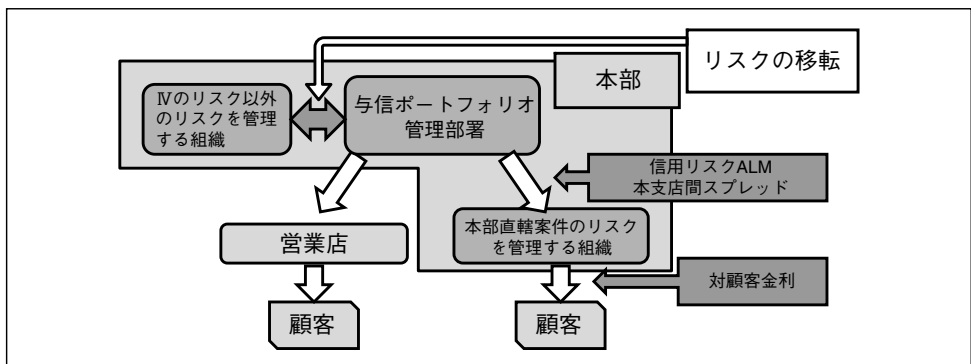 リスクの移転
本部
Ⅳのリスク以外
のリスクを管理
する組織
与信ポートフォリオ
管理部署
信用リスクALM
本支店間スプレッド
営業店
本部直轄案件のリスク
を管理する組織
対顧客金利
顧客
顧客